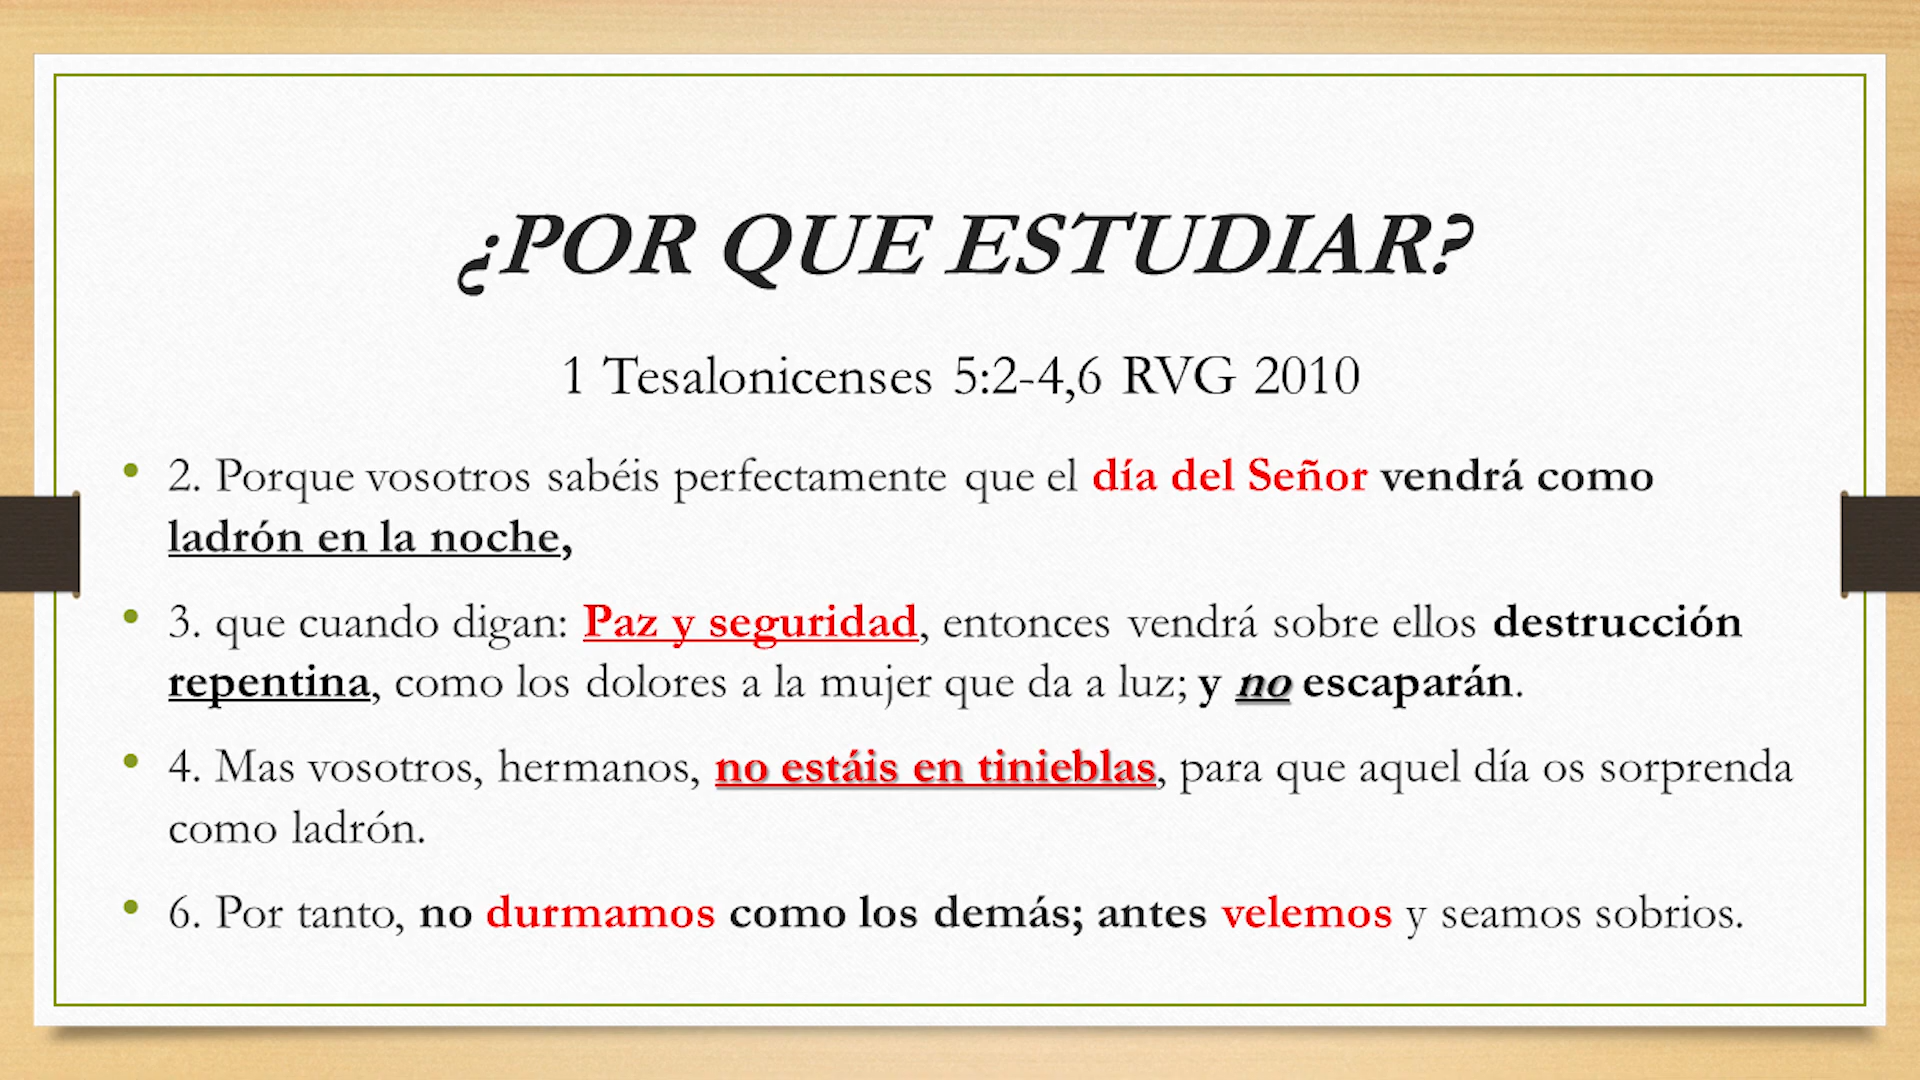 ¿POR QUE ESTUDIAR?
1 Tesalonicenses 5:2-4,6 RVG 2010
• 2. Porque vosotros sabéis perfectamente que el día del Señor vendrá como
ladrón en la noche,
• 3. que cuando digan: Paz y seguridad, entonces vendrá sobre ellos destrucción
repentina, como los dolores a la mujer que da a luz; y no escaparán.
• 4. Mas vosotros, hermanos, no estáis en tinieblas, para que aquel día os sorprenda
como ladrón.
• 6. Por tanto, no durmamos como los demás; antes velemos y seamos sobrios.